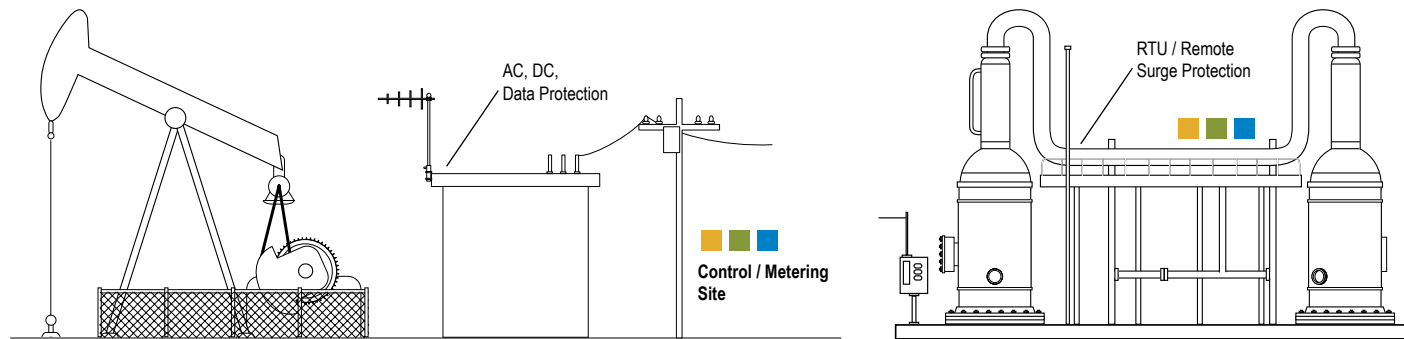 AC, DC,
Data Protection
Control / Metering
Site
RTU / Remote
Surge Protection